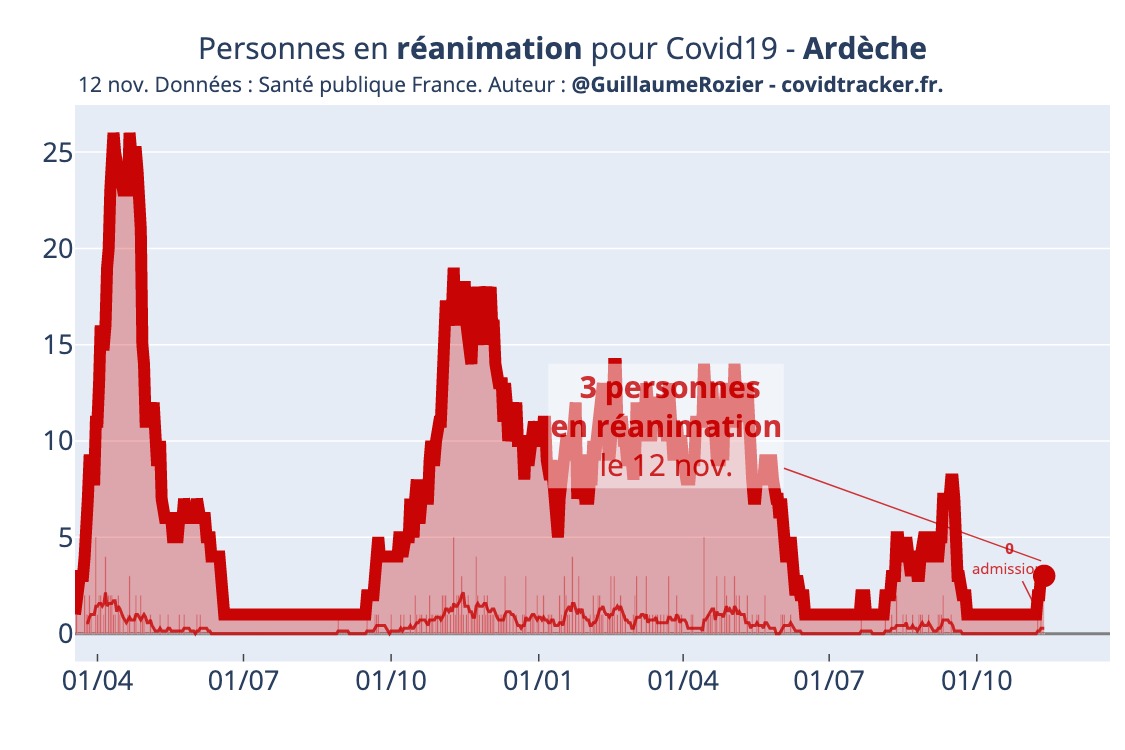 Personnes en réanimation pour Covid19 - Ardèche
12 nov. Données : Santé publique France. Auteur : @GuillaumeRozier - covidtracker.fr.
25
20
15
10
5
0
3 personnes
en réanimation
le 12 nov.
0
admission
01/04
01/07
01/10
01/01
01/04
01/07
01/10